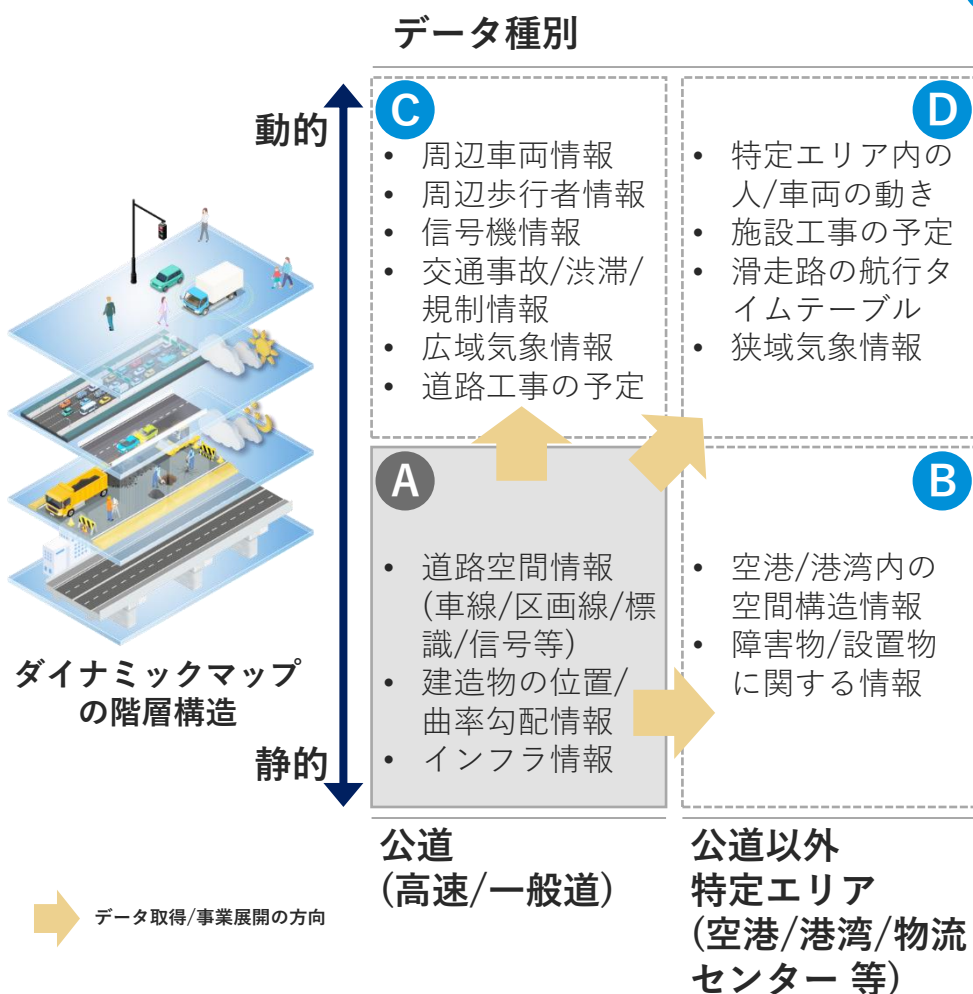 データ種別
動的
C
• 周辺車両情報
• 周辺歩行者情報
• 信号機情報
• 交通事故/渋滞/
規制情報
• 広域気象情報
• 道路工事の予定
D
• 特定エリア内の
人/車両の動き
• 施設工事の予定
• 滑走路の航行タ
イムテーブル
• 狭域気象情報
A
• 道路空間情報
(車線/区画線/標
識/信号等)
• 建造物の位置/
曲率勾配情報
• インフラ情報
B
• 空港/港湾内の
空間構造情報
• 障害物/設置物
に関する情報
ダイナミックマップ
の階層構造
静的
公道
(高速/一般道)
公道以外
特定エリア
(空港/港湾/物流
センター 等)
データ取得/事業展開の方向